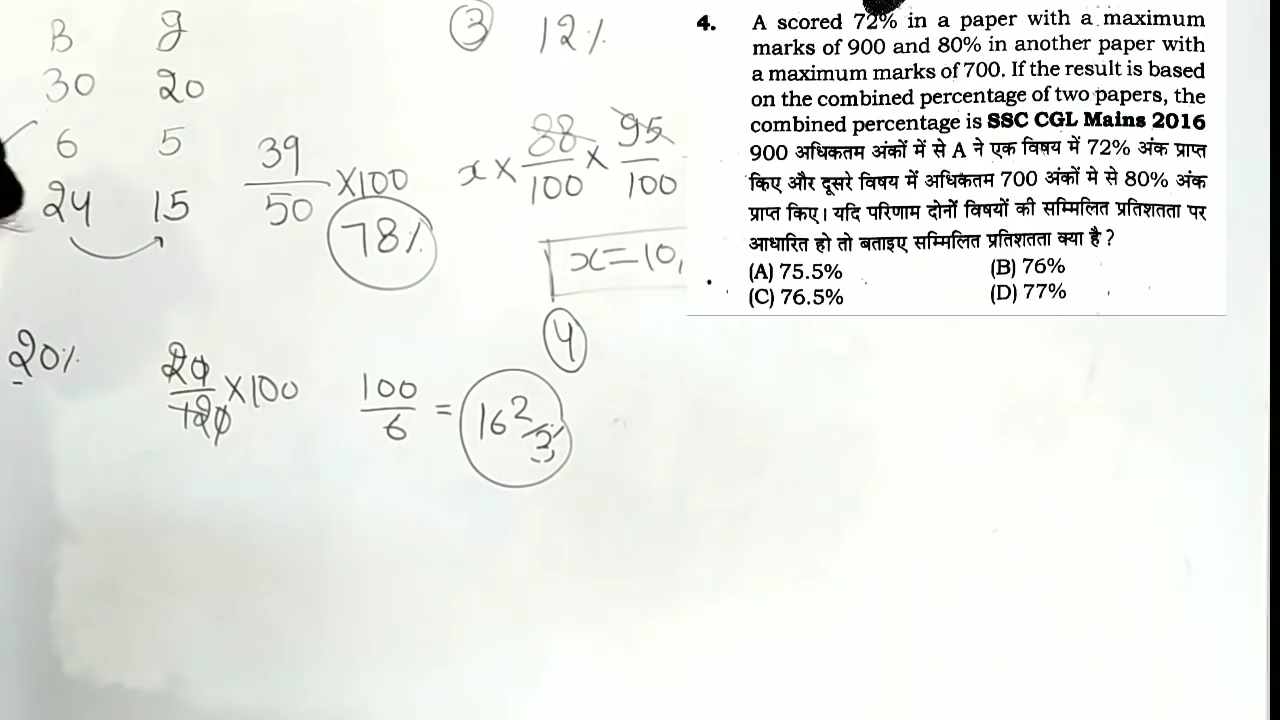 B g
30 20
6 5
24 15
39/50 ×100
78%
③ 12%
x × 88/100 × 95/100
x=10,
④
20%
20/120 ×100 100/6 = 16 2/3
4. A scored 72% in a paper with a maximum
marks of 900 and 80% in another paper with
a maximum marks of 700. If the result is based
on the combined percentage of two papers, the
combined percentage is SSC CGL Mains 2016
900 अधिकतम अंकों में से A ने एक विषय में 72% अंक प्राप्त
किए और दूसरे विषय में अधिकतम 700 अंकों मे से 80% अंक
प्राप्त किए। यदि परिणाम दोनों विषयों की सम्मिलित प्रतिशतता पर
आधारित हो तो बताइए सम्मिलित प्रतिशतता क्या है?
(A) 75.5% (B) 76%
(C) 76.5% (D) 77%